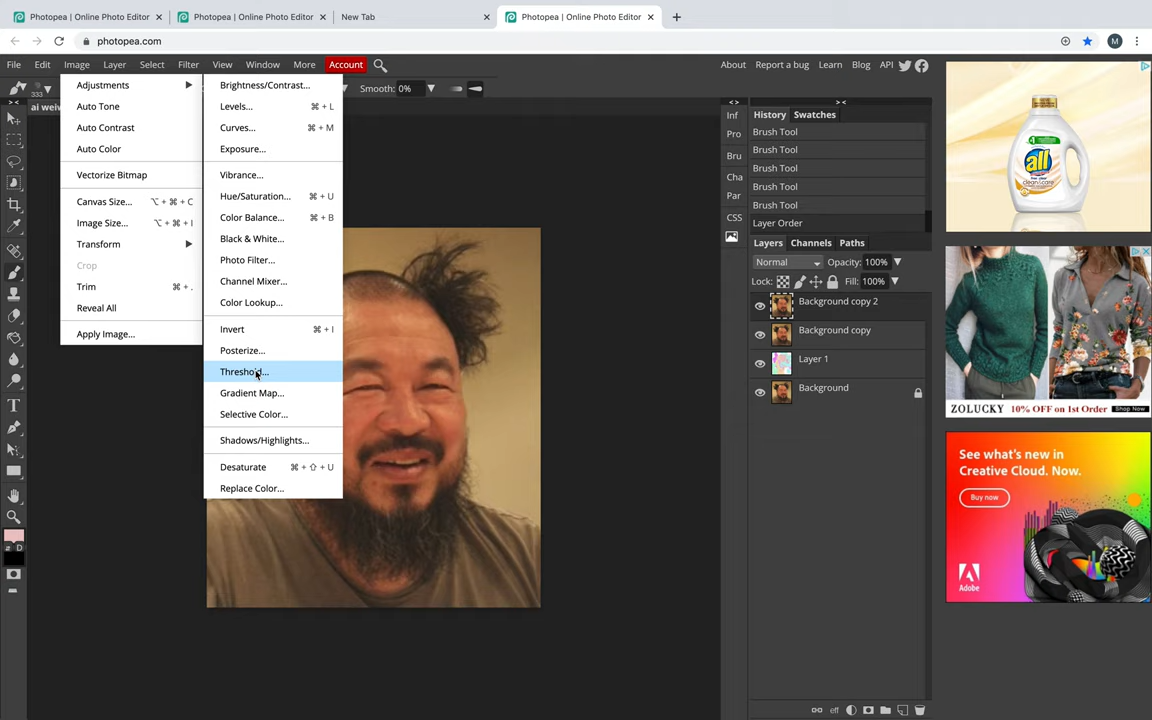 Photopea | Online Photo Editor
Photopea | Online Photo Editor
New Tab
Photopea | Online Photo Editor
photopea.com
M
File Edit Image Layer Select Filter View Window More Account
About Report a bug Learn Blog API
333
Smooth: 0%
ai weiw
Adjustments
Auto Tone
Auto Contrast
Auto Color
Vectorize Bitmap
Canvas Size... ⌥ + ⌘ + C
Image Size... ⌥ + ⌘ + I
Transform
Crop
Trim ⌘ + .
Reveal All
Apply Image...
Brightness/Contrast...
Levels... ⌘ + L
Curves... ⌘ + M
Exposure...
Vibrance...
Hue/Saturation... ⌘ + U
Color Balance... ⌘ + B
Black & White...
Photo Filter...
Channel Mixer...
Color Lookup...
Invert ⌘ + I
Posterize...
Threshold...
Gradient Map...
Selective Color...
Shadows/Highlights...
Desaturate ⌘ + ⇧ + U
Replace Color...
D
< >
> <
> <
Inf
Pro
Bru
Cha
Par
CSS
History Swatches
Brush Tool
Brush Tool
Brush Tool
Brush Tool
Brush Tool
Layer Order
Layers Channels Paths
Normal Opacity: 100%
Lock: Fill: 100%
Background copy 2
Background copy
Layer 1
Background
eff
all
free clear
ZOLUCKY 10% OFF on 1st Order Shop Now
See what's new in
Creative Cloud. Now.
Buy now
Adobe